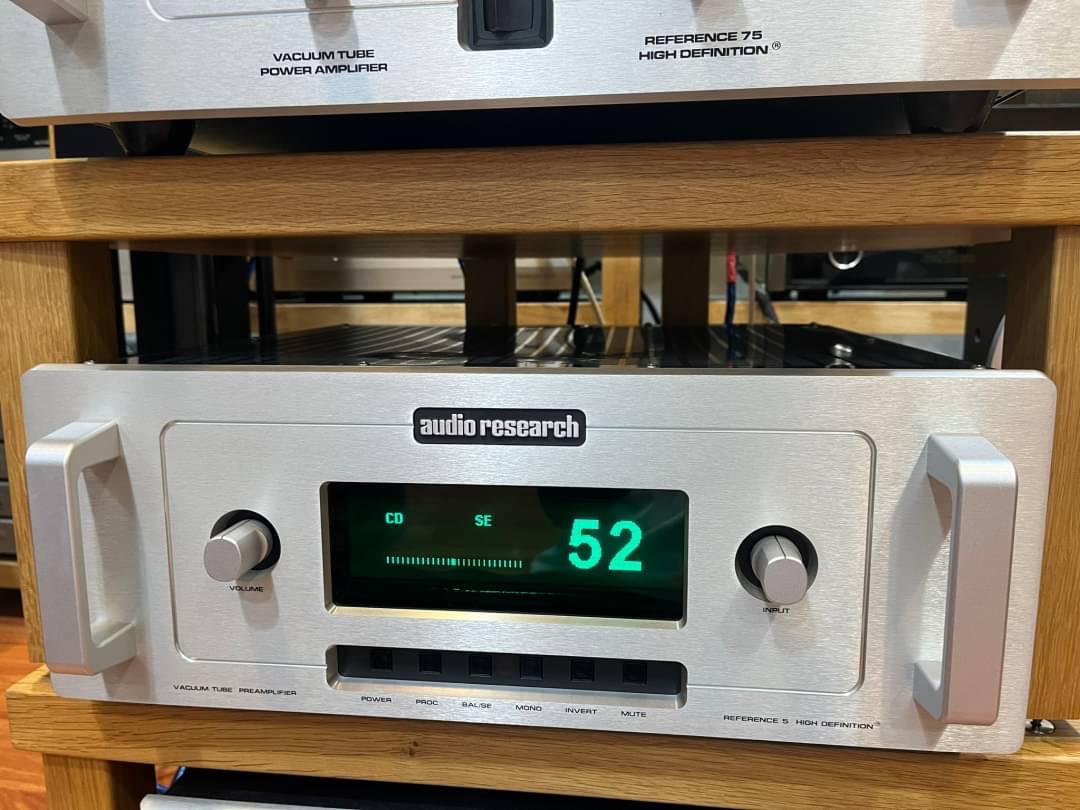 VACUUM TUBE
POWER AMPLIFIER
REFERENCE 75
HIGH DEFINITION ®
audio research
CD SE 52
VOLUME
INPUT
POWER PROC BAL/SE MONO INVERT MUTE
VACUUM TUBE PREAMPLIFIER
REFERENCE 5 HIGH DEFINITION ®